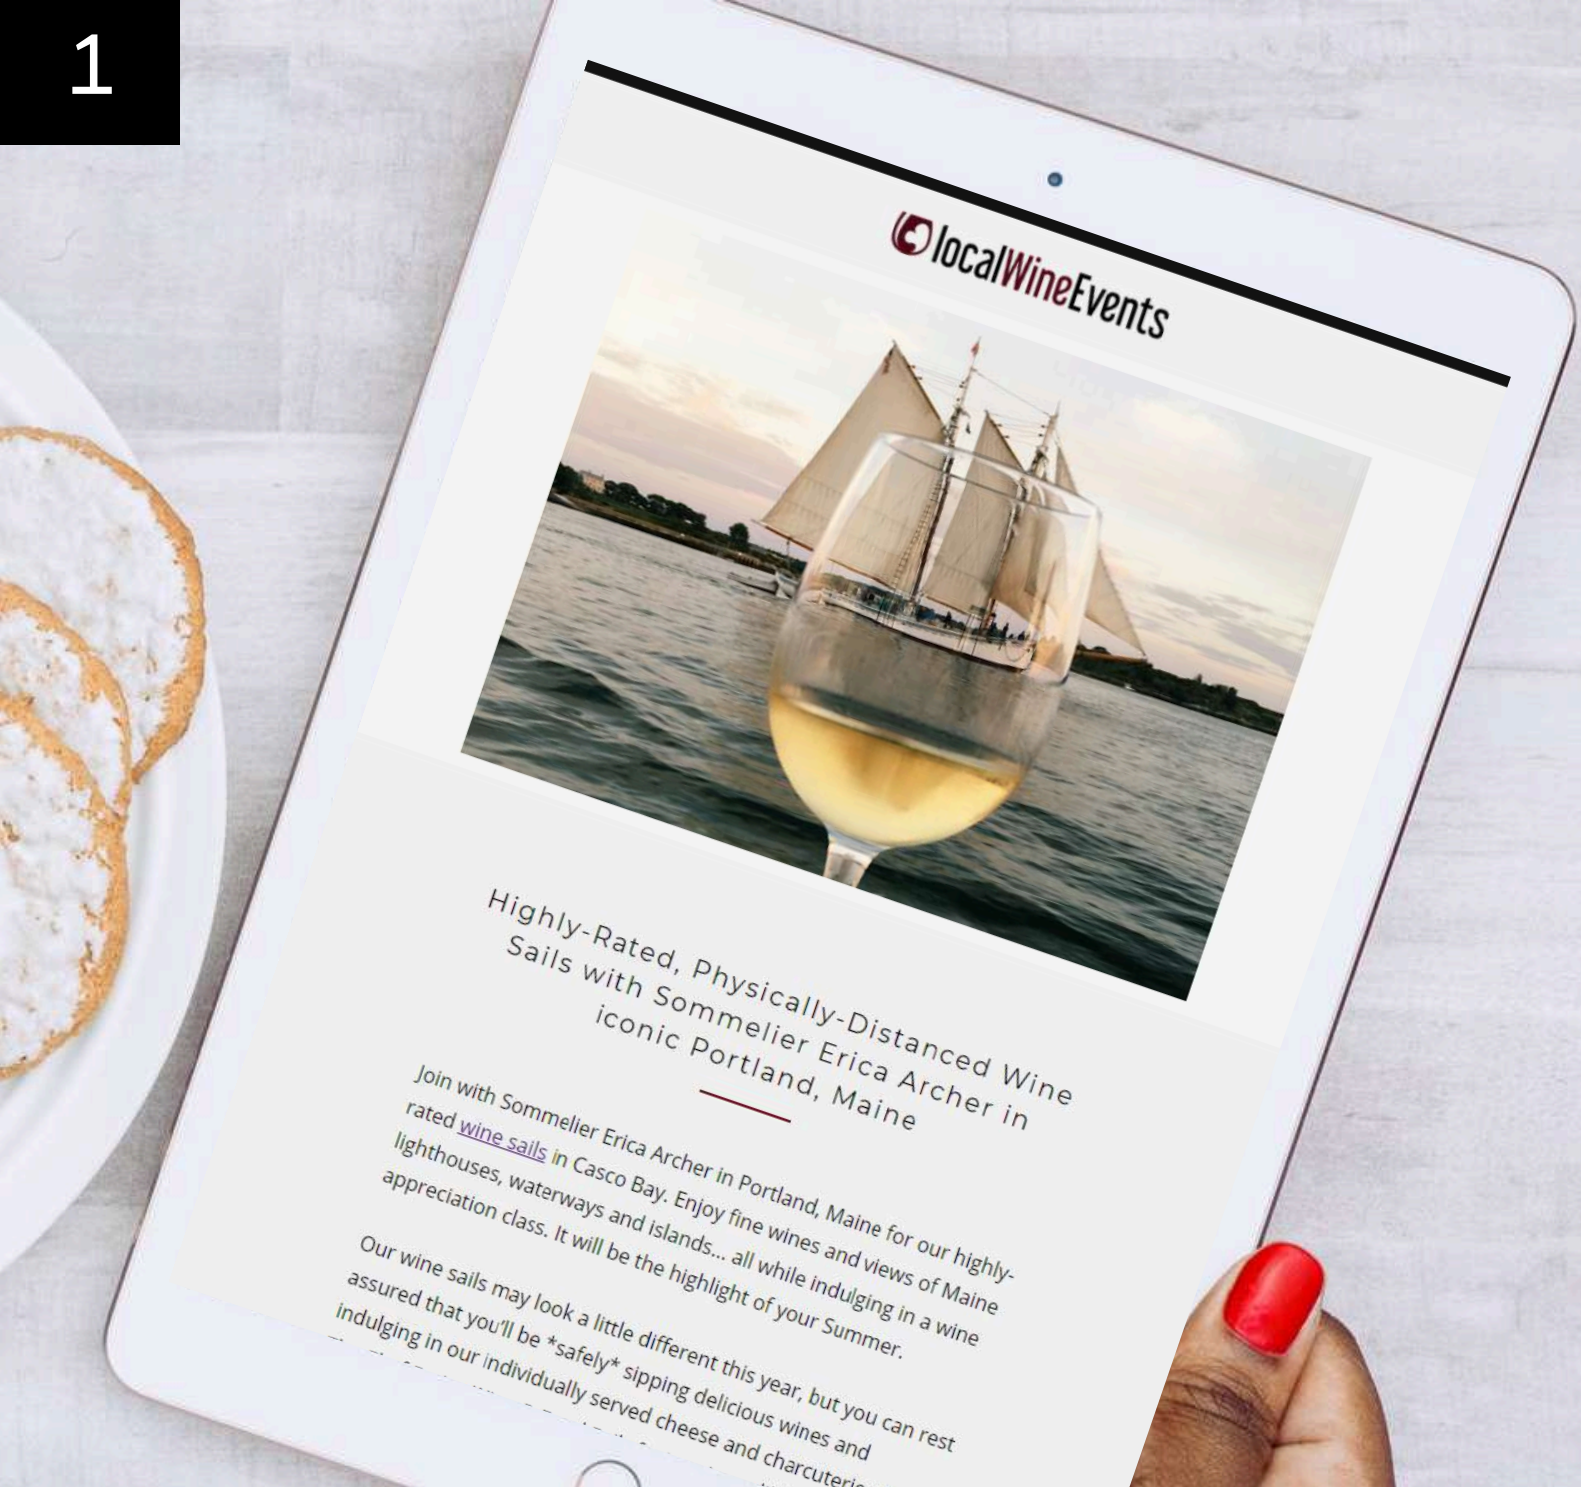 1
localWineEvents
Highly-Rated, Physically-Distanced Wine
Sails with Sommelier Erica Archer in
iconic Portland, Maine
Join with Sommelier Erica Archer in Portland, Maine for our highly-
rated wine sails in Casco Bay. Enjoy fine wines and views of Maine
lighthouses, waterways and islands... all while indulging in a wine
appreciation class. It will be the highlight of your Summer.
Our wine sails may look a little different this year, but you can rest
assured that you'll be *safely* sipping delicious wines and
indulging in our individually served cheese and charcuterie